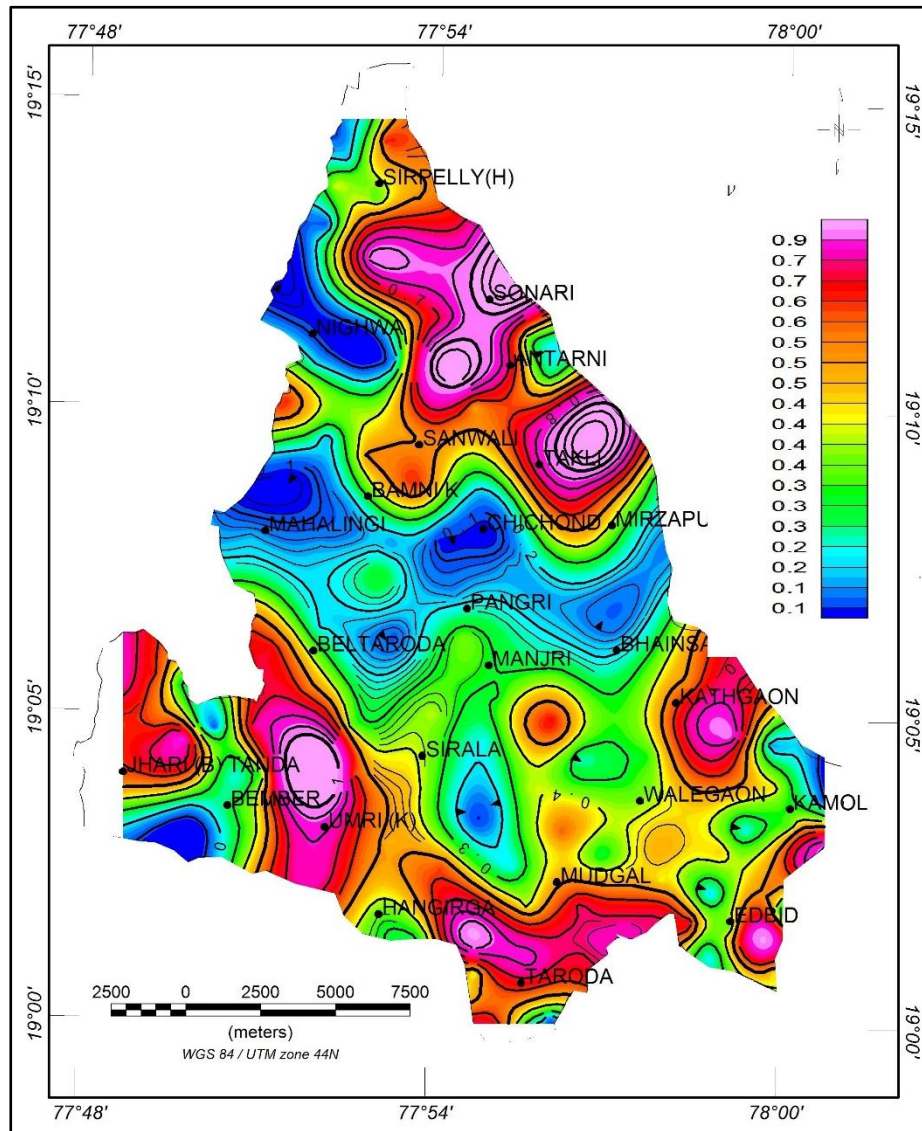 77°48' 77°54' 78°00'
19°15' 19°15'
SIRPELLY(H)
0.9
0.7
0.7
0.6
0.6
0.5
0.5
0.4
0.4
0.4
0.3
0.3
0.2
0.2
0.1
SONARI
NIGHWA
ANTARNI
19°10' 19°10'
SANWALI
TAKLI
BAMNI K
MAHALINGI
CHICHOND
MIRZAPU
PANGRI
BELTARODA
BHAINSA
MANJRI
KATHGAON
19°05' 19°05'
SIRALA
JHARI (B) TANDA
BEMBER
WALEGAON
KAMOL
0.4
UMRI (K)
0.3
MUDGAL
HANGIRGA
EDBID
TARODA
2500 0 2500 5000 7500
(meters)
WGS 84 / UTM zone 44N
19°00' 19°00'
77°48' 77°54' 78°00'